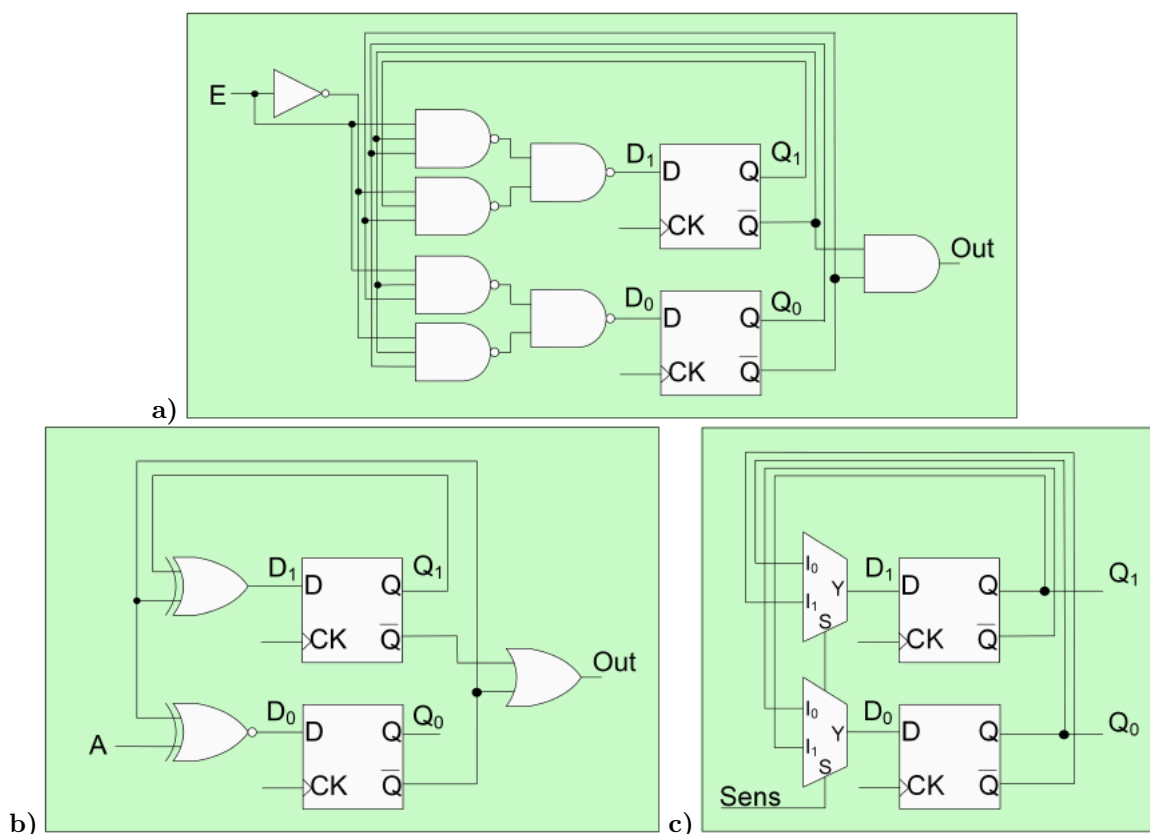 E
D₁ Q₁
D Q
CK Q̅
Out
D₀ Q₀
D Q
CK Q̅
a)
D₁ Q₁
D Q
CK Q̅
Out
D₀ Q₀
D Q
A
CK Q̅
b)
I₀ D₁ Q₁
Y D Q
I₁
S CK Q̅
I₀ D₀ Q₀
Y D Q
I₁
S CK Q̅
Sens
c)